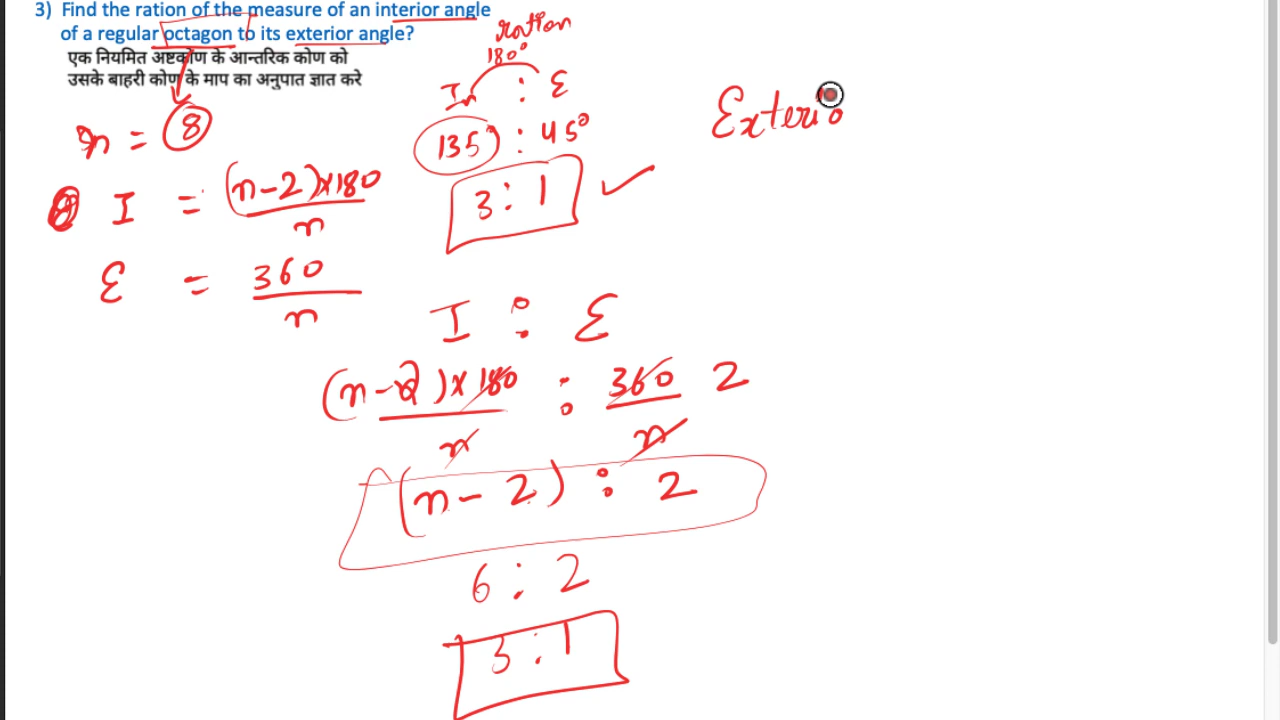 3) Find the ration of the measure of an interior angle
of a regular octagon to its exterior angle?
एक नियमित अष्टकोण के आन्तरिक कोण को
उसके बाहरी कोण के माप का अनुपात ज्ञात करे
n = 8
I = (n-2)×180
n
Ɛ = 360
n
ration
180°
In : Ɛ
135° : 45°
3 : 1
I : Ɛ
(n-2)×180 : 360 2
n n
(n-2) : 2
6 : 2
3 : 1
Exterio